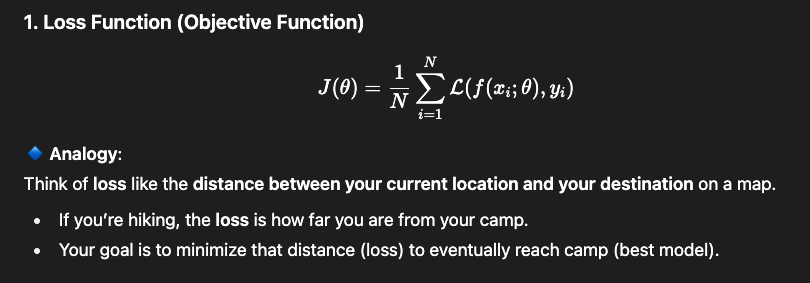 1. Loss Function (Objective Function)
J(θ) = \frac{1}{N} \sum_{i=1}^{N} \mathcal{L}(f(x_i; θ), y_i)
🔹 Analogy:
Think of loss like the distance between your current location and your destination on a map.
• If you’re hiking, the loss is how far you are from your camp.
• Your goal is to minimize that distance (loss) to eventually reach camp (best model).